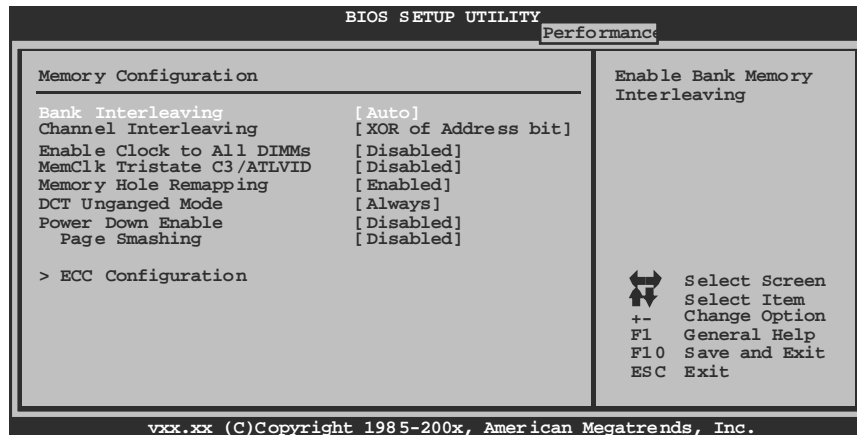 BIOS SETUP UTILITY
Performance
Memory Configuration
Bank Interleaving [Auto]
Channel Interleaving [XOR of Address bit]
Enable Clock to All DIMMs [Disabled]
MemClk Tristate C3/ATLVID [Disabled]
Memory Hole Remapping [Enabled]
DCT Unganged Mode [Always]
Power Down Enable [Disabled]
Page Smashing [Disabled]
> ECC Configuration
Enable Bank Memory
Interleaving
Select Screen
Select Item
+- Change Option
F1 General Help
F10 Save and Exit
ESC Exit
vxx.xx (C)Copyright 1985-200x, American Megatrends, Inc.